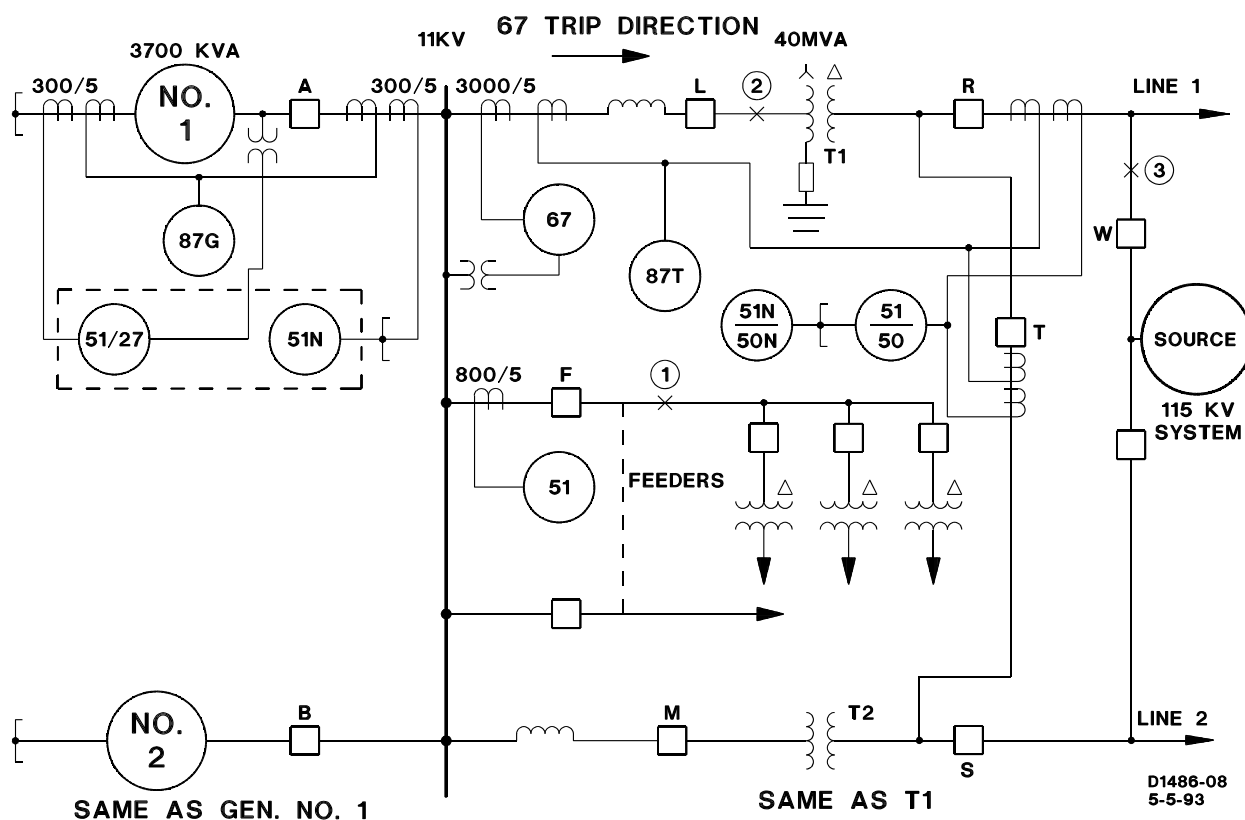 67 TRIP DIRECTION
11KV
40MVA
3700 KVA
300/5
A
300/5
3000/5
L
2
R
LINE 1
NO.
1
T1
3
67
W
87G
87T
51/27
51N
51N
50N
51
50
T
SOURCE
800/5
F
1
115 KV
SYSTEM
51
FEEDERS
NO.
2
B
M
T2
LINE 2
S
SAME AS GEN. NO. 1
SAME AS T1
D1486-08
5-5-93